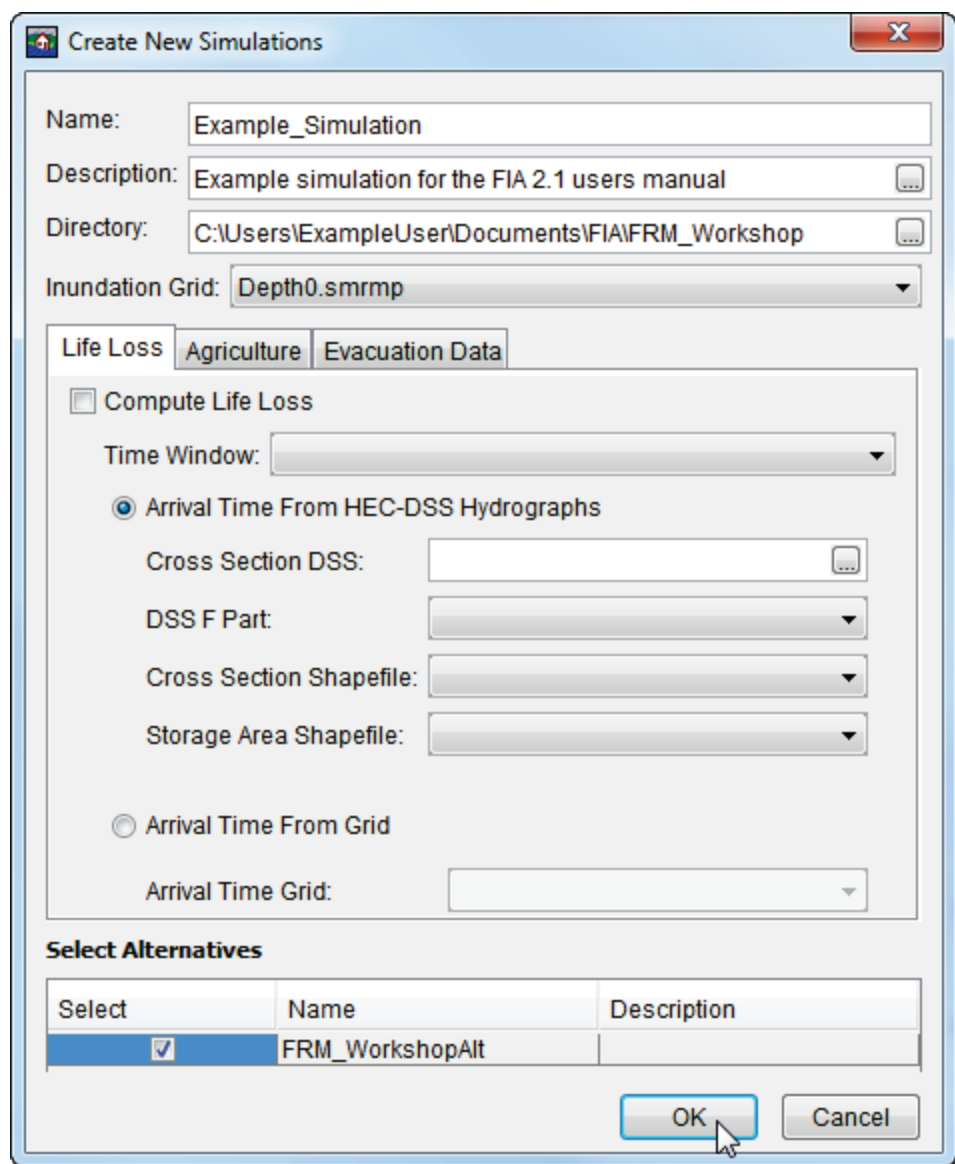 Create New Simulations
Name: Example_Simulation
Description: Example simulation for the FIA 2.1 users manual ...
Directory: C:\Users\ExampleUser\Documents\FIA\FRM_Workshop ...
Inundation Grid: Depth0.smrmp
Life Loss Agriculture Evacuation Data
Compute Life Loss
Time Window:
Arrival Time From HEC-DSS Hydrographs
Cross Section DSS: ...
DSS F Part:
Cross Section Shapefile:
Storage Area Shapefile:
Arrival Time From Grid
Arrival Time Grid:
Select Alternatives
Select Name Description
FRM_WorkshopAlt
OK Cancel